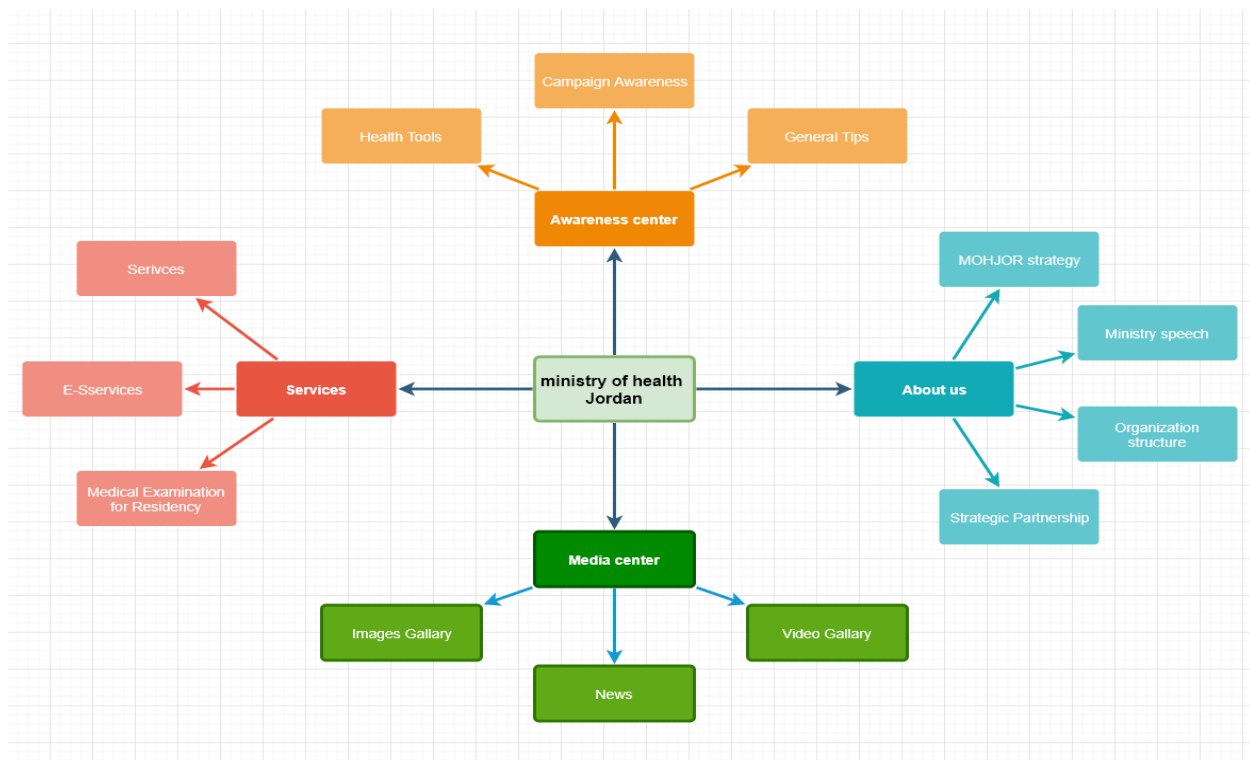 Campaign Awareness
Health Tools
General Tips
Awareness center
Serivces
MOHJOR strategy
Ministry speech
E-Sservices
Services
ministry of health
Jordan
About us
Organization
structure
Medical Examination
for Residency
Strategic Partnership
Media center
Images Gallary
Video Gallary
News